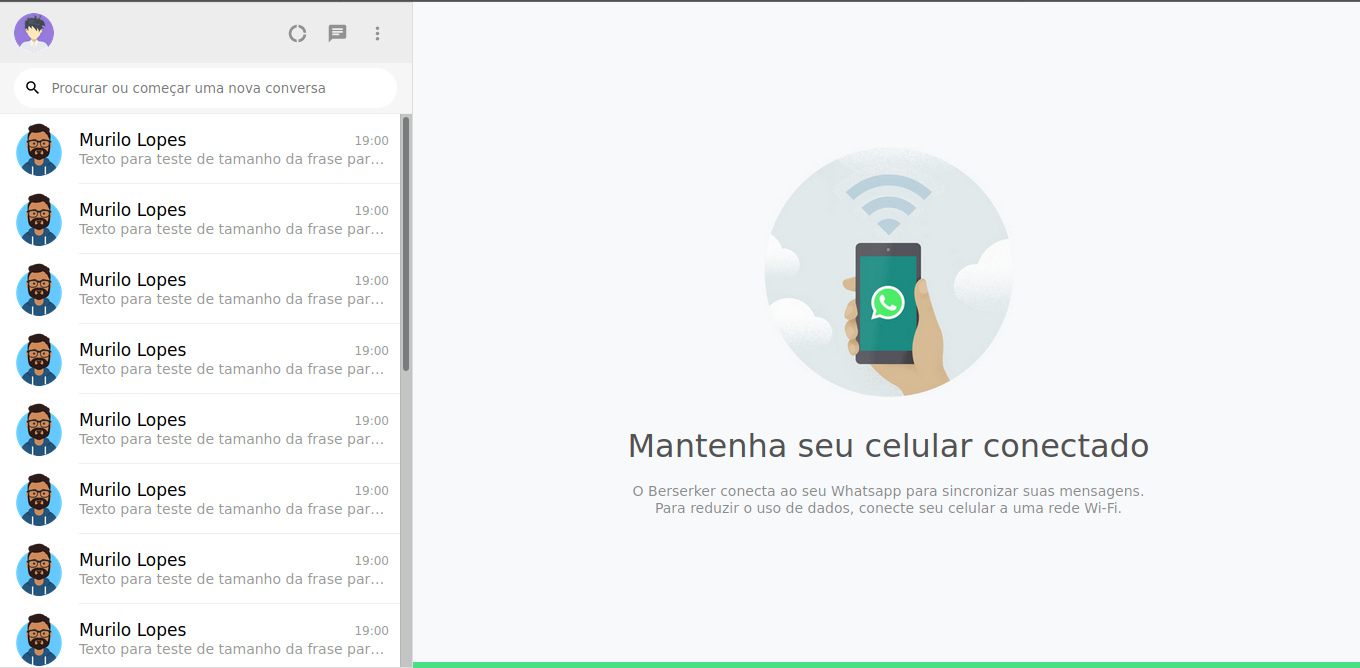 Procurar ou começar uma nova conversa
Murilo Lopes 19:00
Texto para teste de tamanho da frase par...
Murilo Lopes 19:00
Texto para teste de tamanho da frase par...
Murilo Lopes 19:00
Texto para teste de tamanho da frase par...
Murilo Lopes 19:00
Texto para teste de tamanho da frase par...
Murilo Lopes 19:00
Texto para teste de tamanho da frase par...
Murilo Lopes 19:00
Texto para teste de tamanho da frase par...
Murilo Lopes 19:00
Texto para teste de tamanho da frase par...
Murilo Lopes 19:00
Texto para teste de tamanho da frase par...
Mantenha seu celular conectado
O Berserker conecta ao seu Whatsapp para sincronizar suas mensagens.
Para reduzir o uso de dados, conecte seu celular a uma rede Wi-Fi.